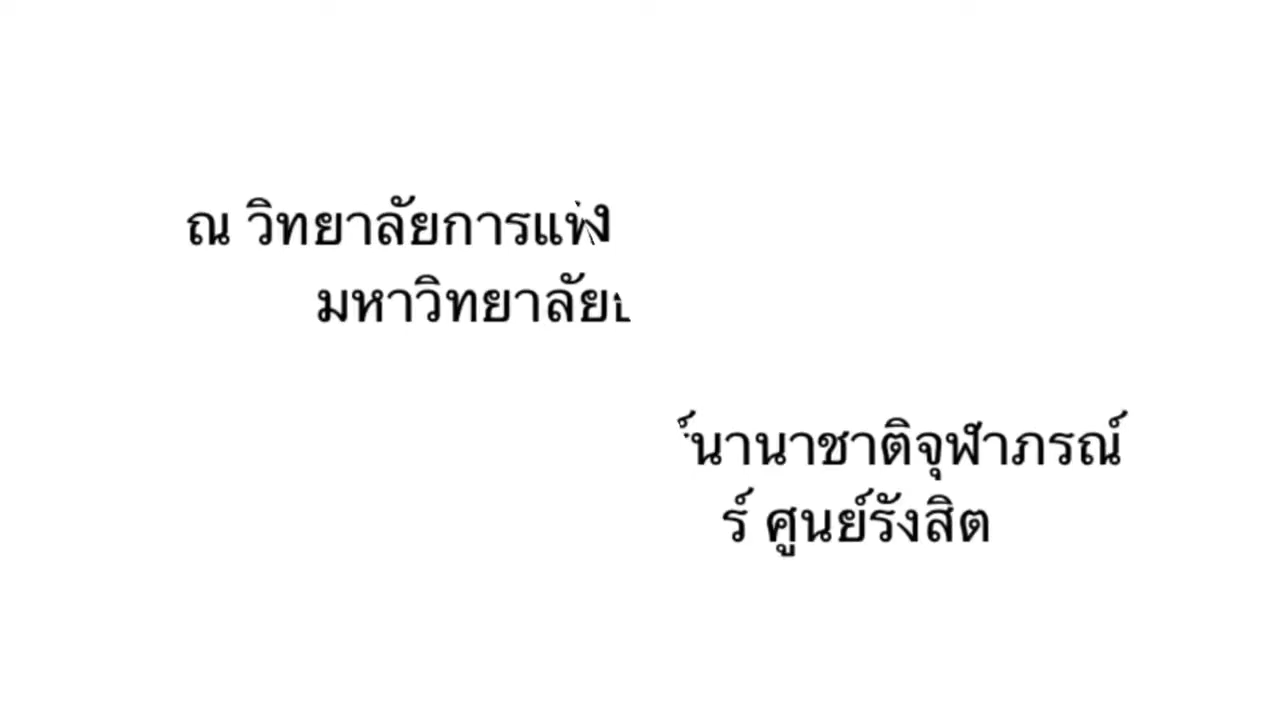 ณ วิทยาลัยการ
มหาวิทยาลัย
นานาชาติจุฬาภรณ์
ร์ ศูนย์รังสิต